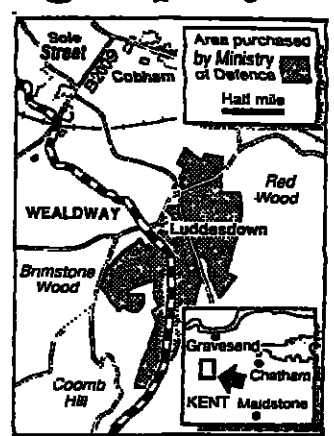 Sole
Street
B2009
Cobham
Area purchased
by Ministry
of Defence
Half mile
Red
Wood
WEALDWAY
Luddesdown
Brimstone
Wood
Coomb
Hill
Gravesend
Chatham
KENT
Maidstone